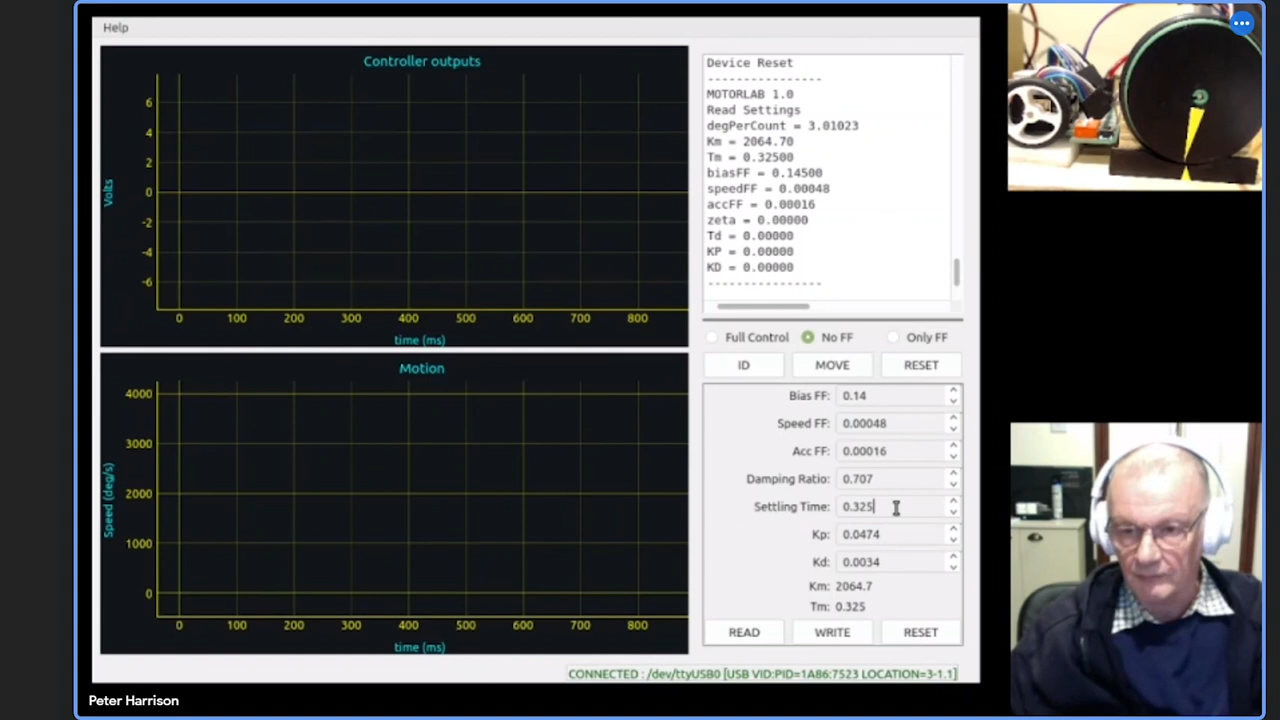 Help
Controller outputs
6
4
2
0
-2
-4
-6
Volts
0 100 200 300 400 500 600 700 800
time (ms)
Motion
4000
3000
2000
1000
0
Speed (deg/s)
0 100 200 300 400 500 600 700 800
time (ms)
Device Reset
----------------
MOTORLAB 1.0
Read Settings
degPerCount = 3.01023
Km = 2064.70
Tm = 0.32500
biasFF = 0.14500
speedFF = 0.00048
accFF = 0.00016
zeta = 0.00000
Td = 0.00000
KP = 0.00000
KD = 0.00000
----------------
Full Control No FF Only FF
ID MOVE RESET
Bias FF: 0.14
Speed FF: 0.00048
Acc FF: 0.00016
Damping Ratio: 0.707
Settling Time: 0.325
Kp: 0.0474
Kd: 0.0034
Km: 2064.7
Tm: 0.325
READ WRITE RESET
CONNECTED : /dev/ttyUSB0 [USB VID:PID=1A86:7523 LOCATION=3-1.1]
Peter Harrison